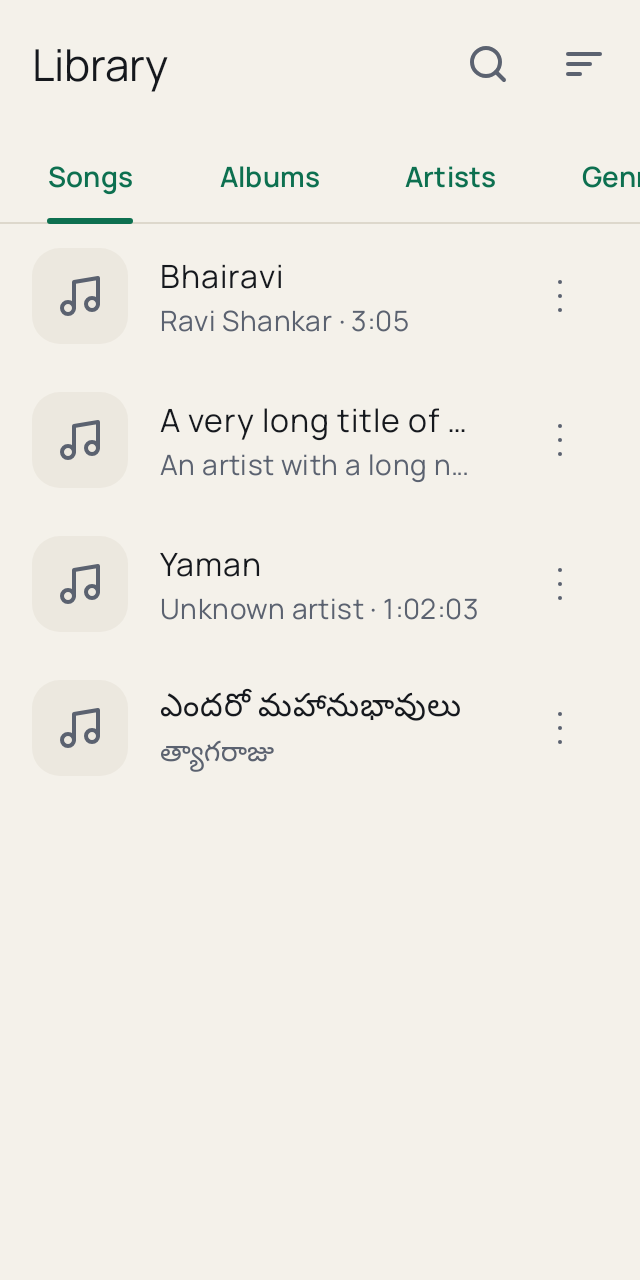 Library
Songs Albums Artists Genr
Bhairavi
Ravi Shankar · 3:05
A very long title of …
An artist with a long n…
Yaman
Unknown artist · 1:02:03
ఎందరో మహానుభావులు
త్యాగరాజు